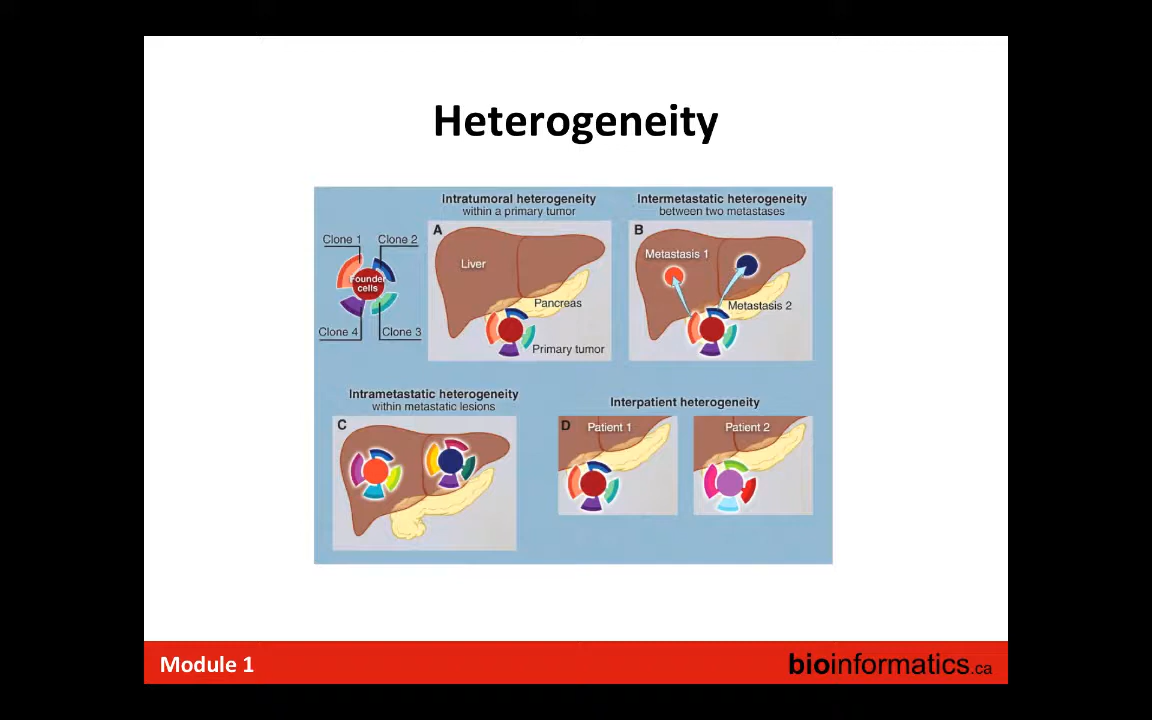 Heterogeneity
Clone 1
Clone 2
Founder
cells
Clone 4
Clone 3
Intratumoral heterogeneity
within a primary tumor
A
Liver
Pancreas
Primary tumor
Intermetastatic heterogeneity
between two metastases
B
Metastasis 1
Metastasis 2
Intrametastatic heterogeneity
within metastatic lesions
C
Interpatient heterogeneity
D
Patient 1
Patient 2
Module 1
bioinformatics.ca